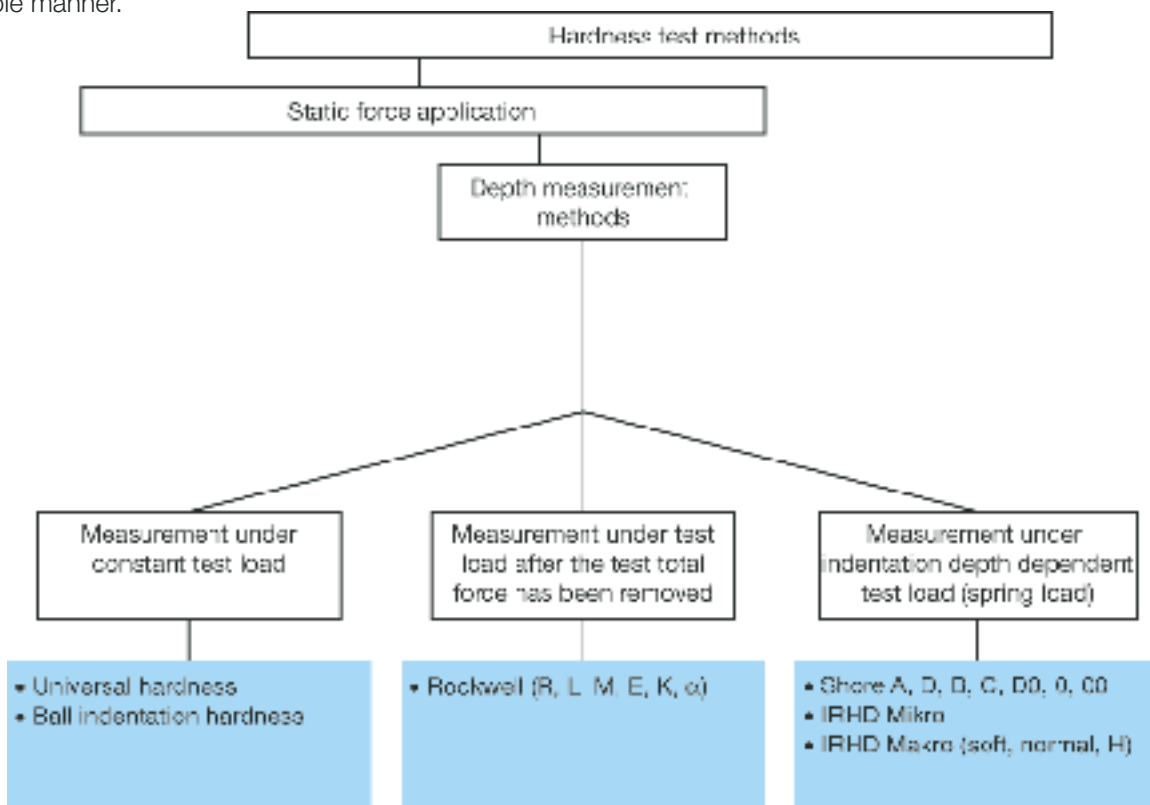 ble manner.
Hardness test methods
Static force application
Depth measurement
methods
Measurement under
constant test load
Measurement under test
load after the test total
force has been removed
Measurement under
indentation depth dependent
test load (spring load)
• Universal hardness
• Ball indentation hardness
• Rockwell (R, L, M, E, K, α)
• Shore A, D, B, C, D0, 0, 00
• IRHD Mikro
• IRHD Makro (soft, normal, H)